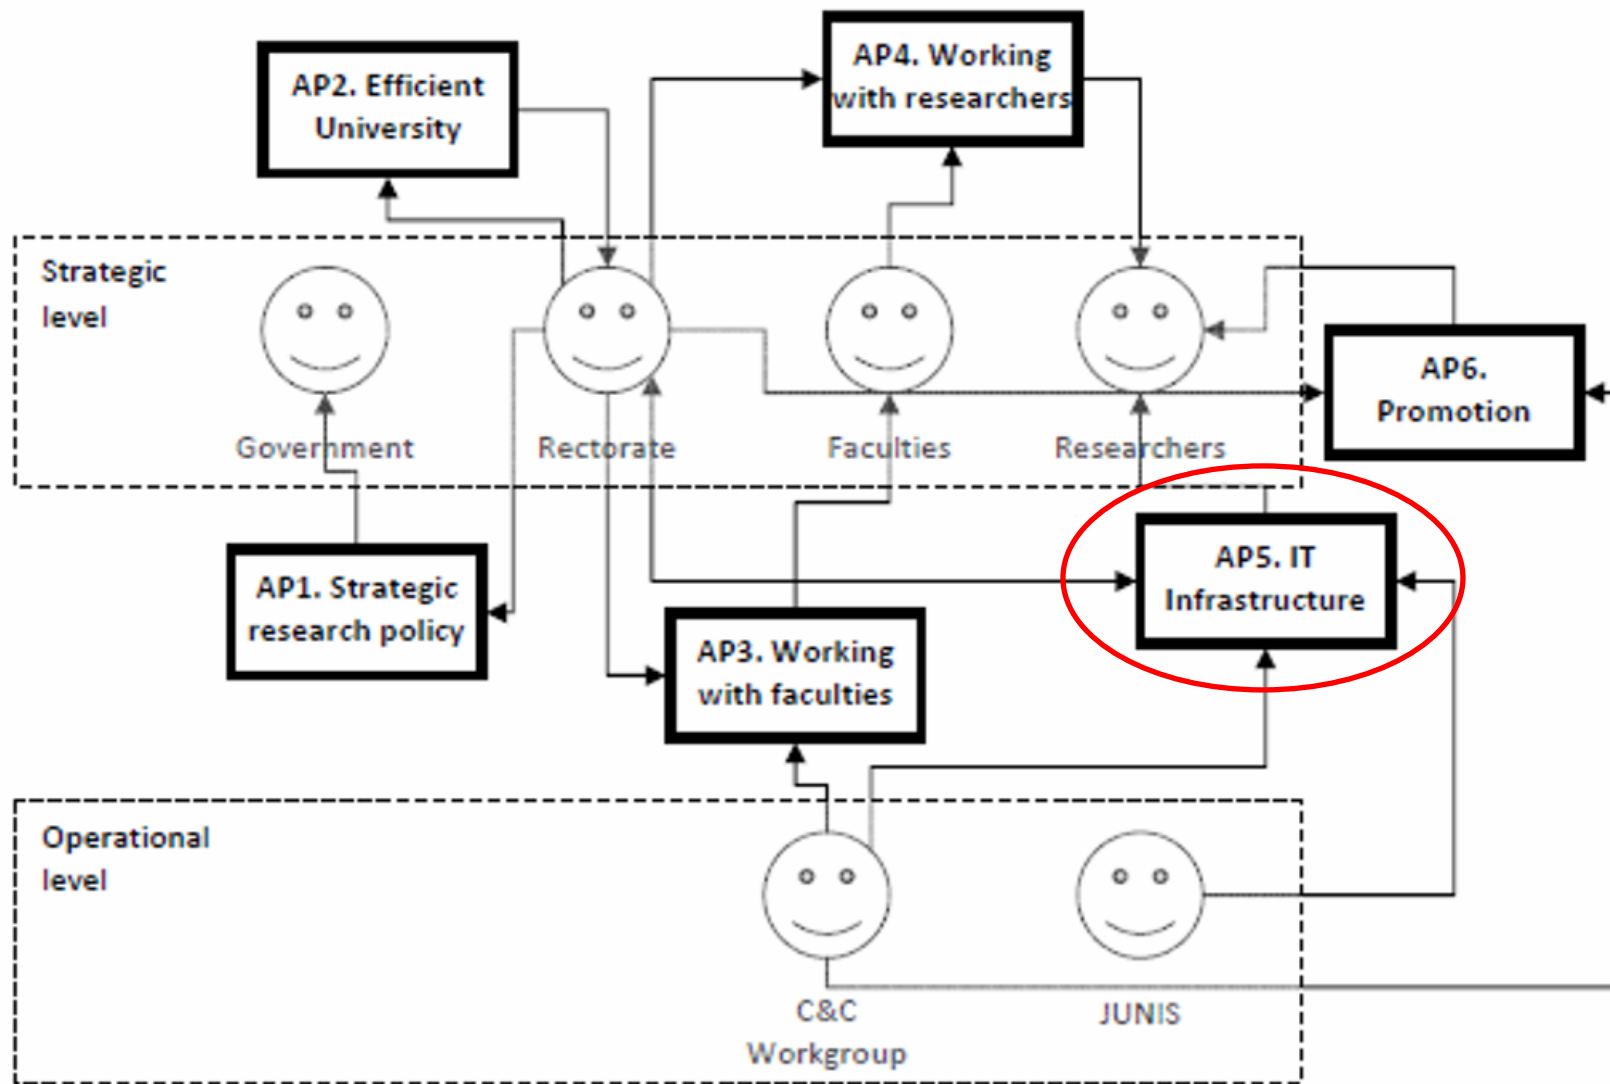 AP4. Working
with researchers
AP2. Efficient
University
Strategic
level
AP6.
Promotion
Government
Rectorate
Faculties
Researchers
AP5. IT
Infrastructure
AP1. Strategic
research policy
AP3. Working
with faculties
Operational
level
C&C
Workgroup
JUNIS